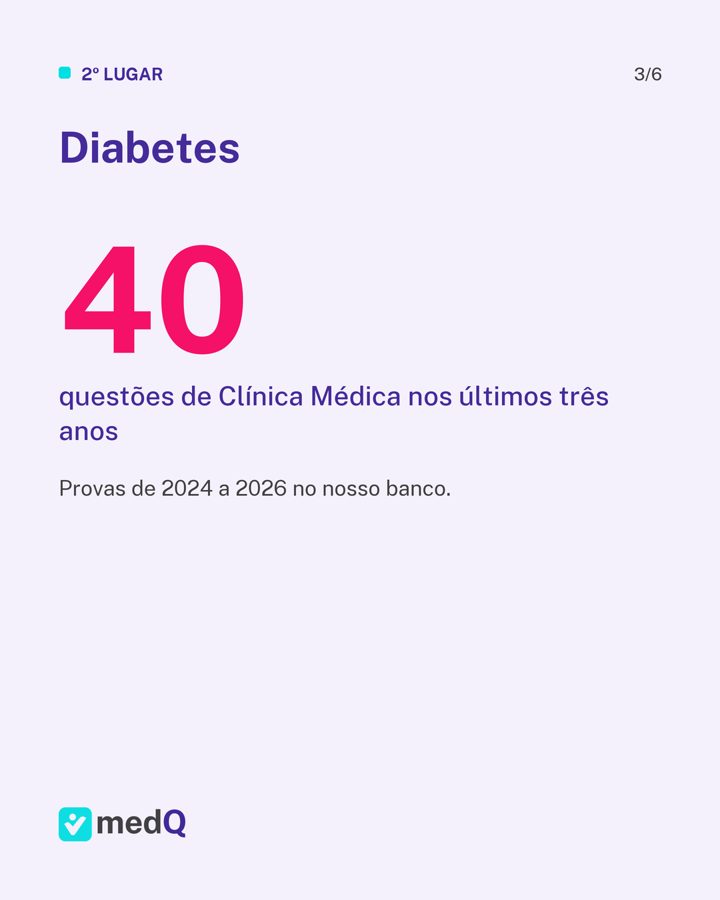 2º LUGAR
3/6
Diabetes
40
questões de Clínica Médica nos últimos três
anos
Provas de 2024 a 2026 no nosso banco.
medQ